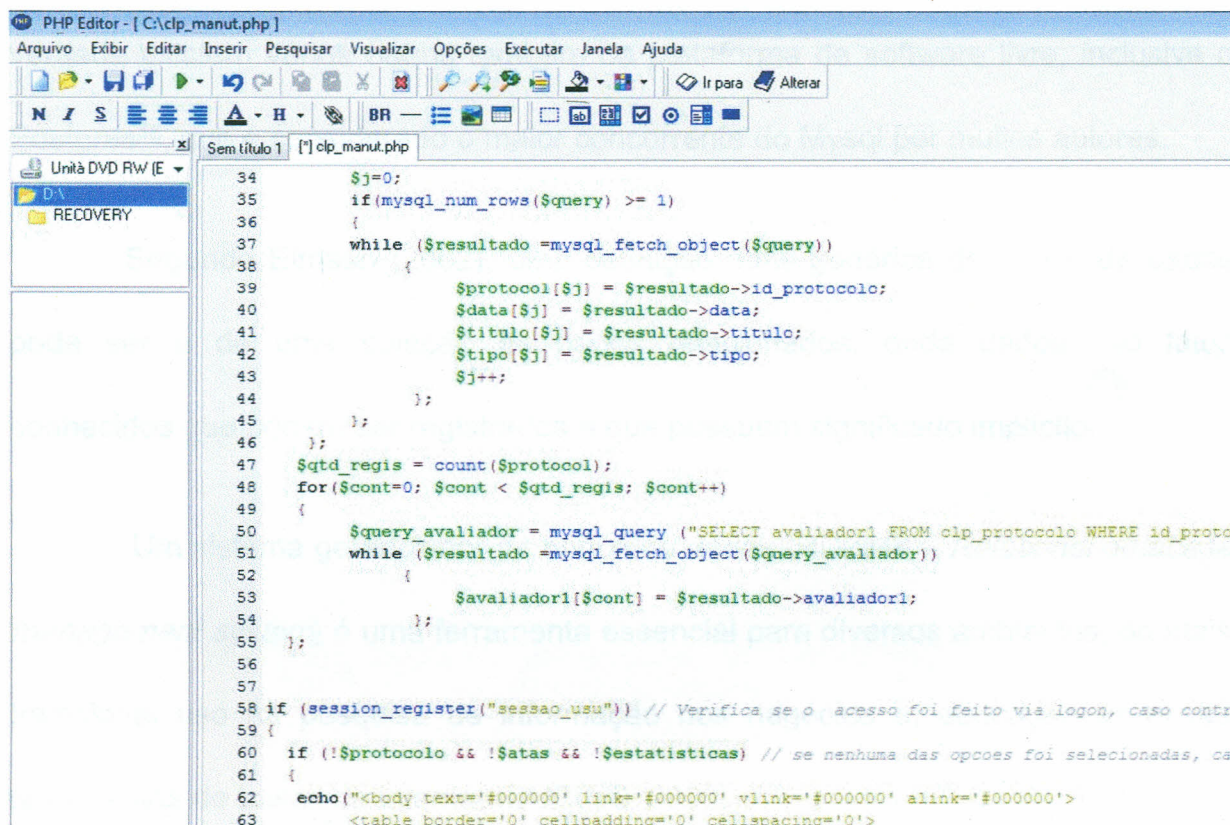 PHP Editor - [ C:\clp_manut.php ]
Arquivo Exibir Editar Inserir Pesquisar Visualizar Opções Executar Janela Ajuda
Ir para Alterar
N I S A H BR
Sem título 1 [*] clp_manut.php
Unità DVD RW (E
D:\
RECOVERY
34 $j=0;
35 if(mysql_num_rows($query) >= 1)
36 {
37 while ($resultado =mysql_fetch_object($query))
38 {
39 $protocol[$j] = $resultado->id_protocolo;
40 $data[$j] = $resultado->data;
41 $titulo[$j] = $resultado->titulo;
42 $tipo[$j] = $resultado->tipo;
43 $j++;
44 };
45 };
46 };
47 $qtd_regis = count($protocol);
48 for($cont=0; $cont < $qtd_regis; $cont++)
49 {
50 $query_avaliador = mysql_query ("SELECT avaliador1 FROM clp_protocolo WHERE id_proto
51 while ($resultado =mysql_fetch_object($query_avaliador))
52 {
53 $avaliador1[$cont] = $resultado->avaliador1;
54 };
55 };
56
57
58 if (session_register("sessao_usu")) // Verifica se o acesso foi feito via logon, caso contr
59 {
60 if (!$protocolo && !$atas && !$estatisticas) // se nenhuma das opcoes foi selecionadas, ca
61 {
62 echo("<body text='#000000' link='#000000' vlink='#000000' alink='#000000'>
63 <table border='0' cellpadding='0' cellspacing='0'>